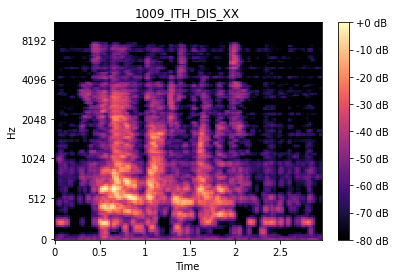 1009_ITH_DIS_XX
+0 dB
8192
-10 dB
4096
-20 dB
-30 dB
2048
Hz
-40 dB
1024
-50 dB
512
-60 dB
-70 dB
0
-80 dB
0 0.5 1 1.5 2 2.5
Time